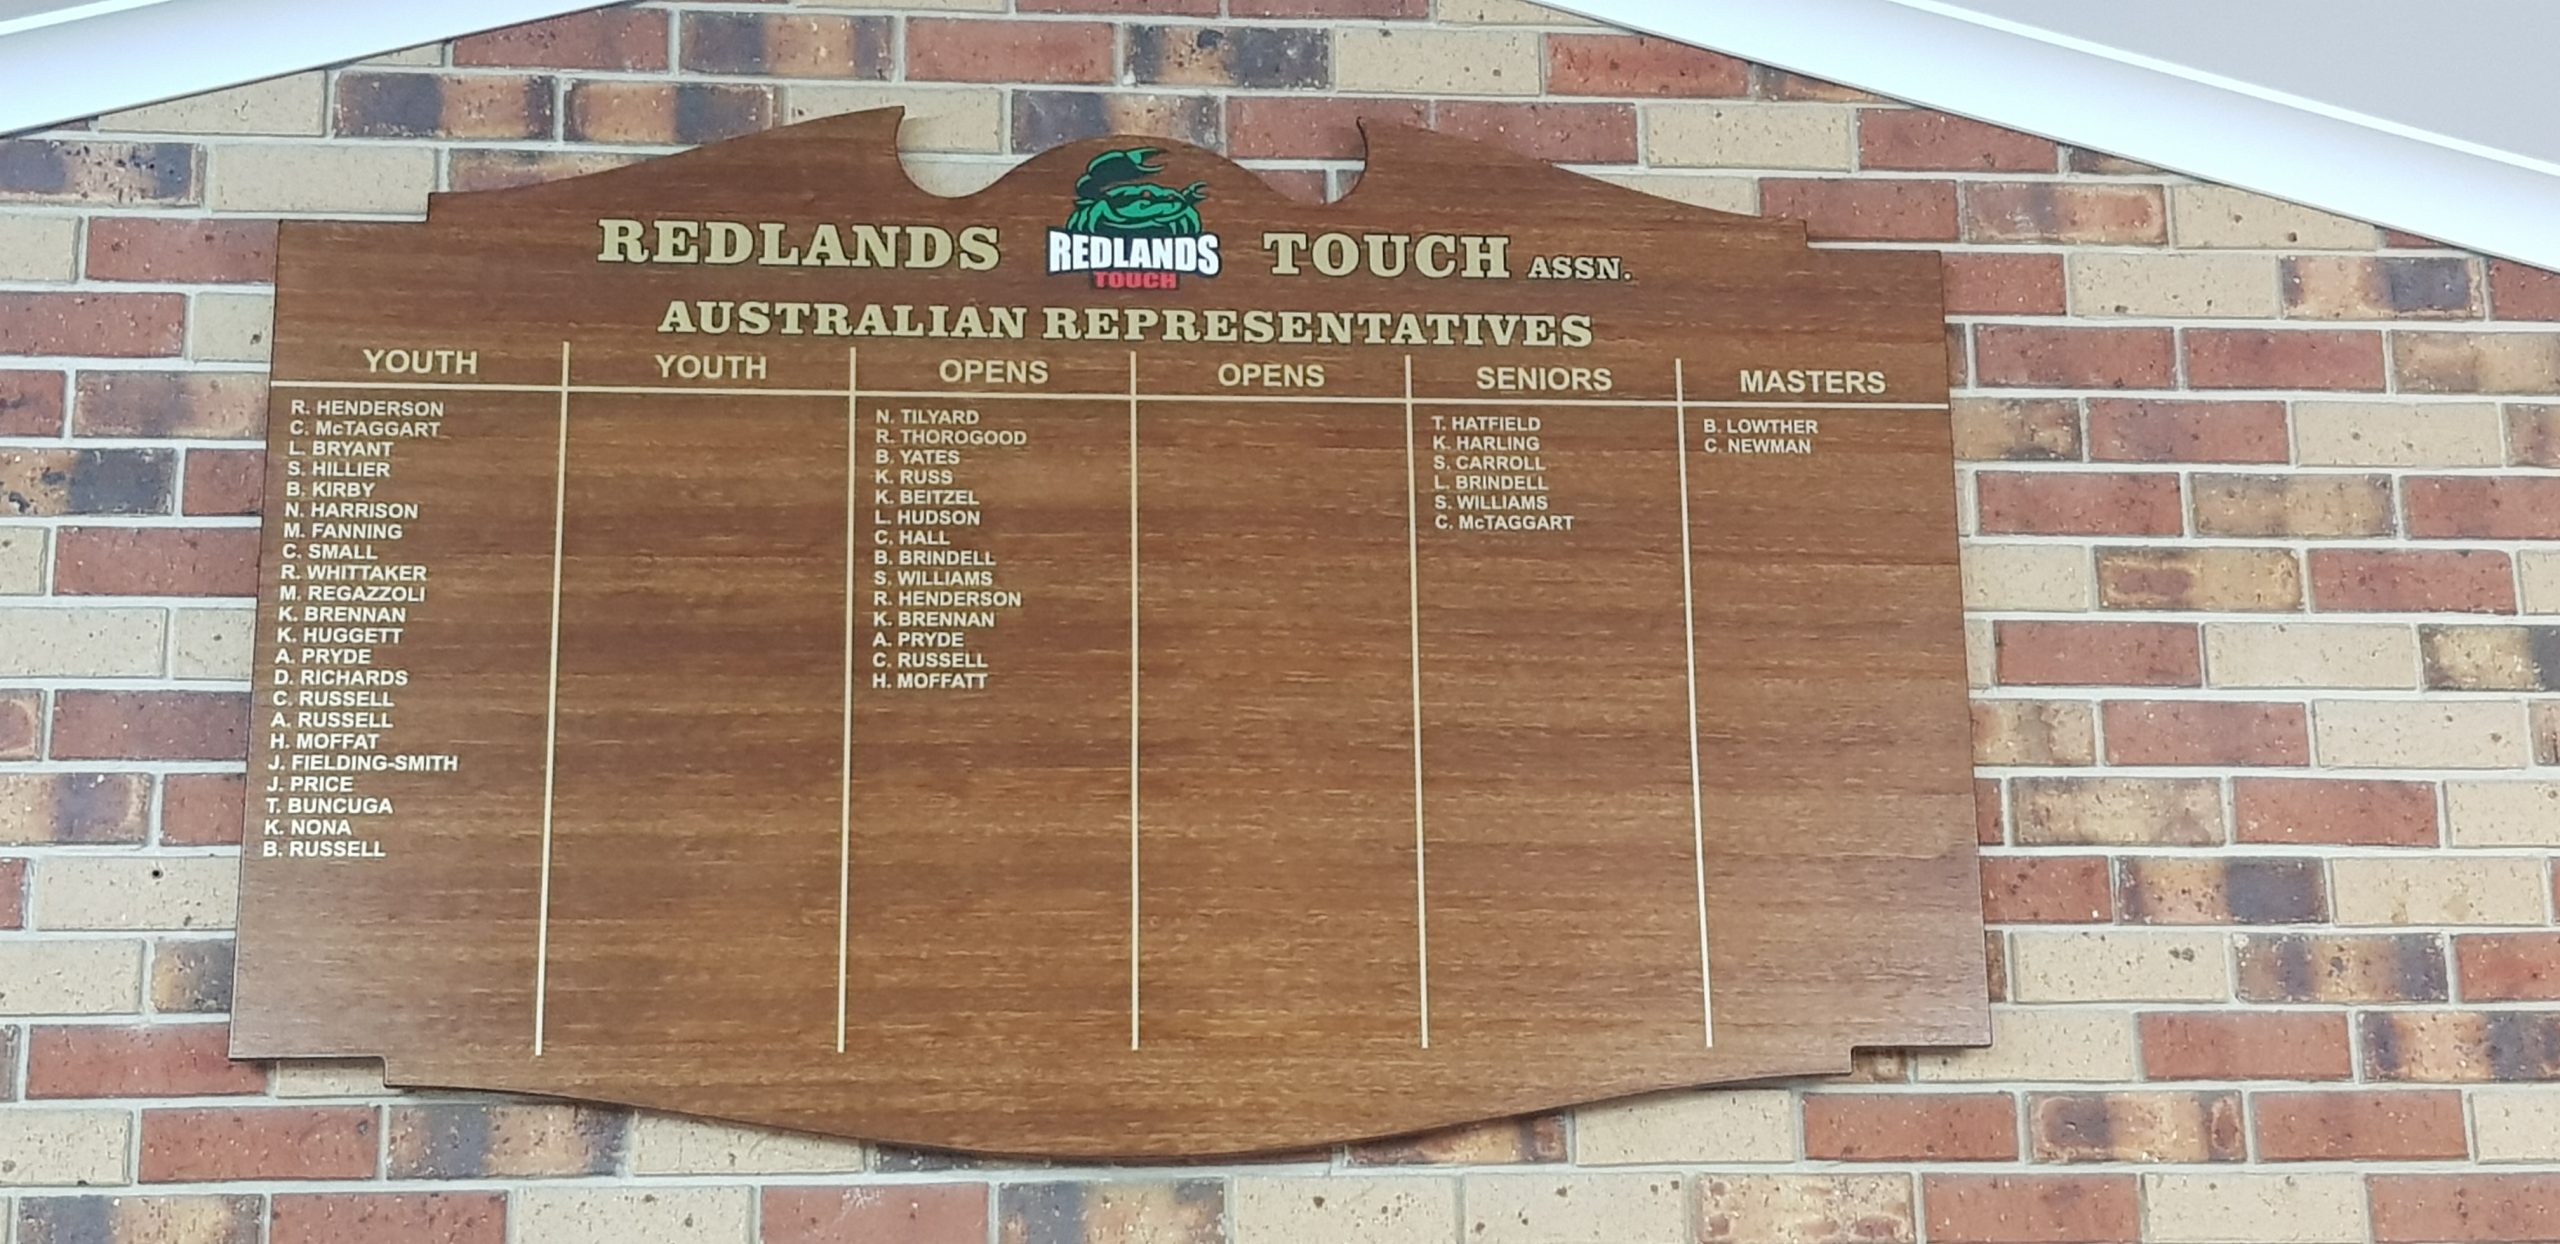 REDLANDS REDLANDS TOUCH TOUCH ASSN.
AUSTRALIAN REPRESENTATIVES
YOUTH
R. HENDERSON
C. McTAGGART
L. BRYANT
S. HILLIER
B. KIRBY
N. HARRISON
M. FANNING
C. SMALL
R. WHITTAKER
M. REGAZZOLI
K. BRENNAN
K. HUGGETT
A. PRYDE
D. RICHARDS
C. RUSSELL
A. RUSSELL
H. MOFFAT
J. FIELDING-SMITH
J. PRICE
T. BUNCUGA
K. NONA
B. RUSSELL
YOUTH
OPENS
N. TILYARD
R. THOROGOOD
B. YATES
K. RUSS
K. BEITZEL
L. HUDSON
C. HALL
B. BRINDELL
S. WILLIAMS
R. HENDERSON
K. BRENNAN
A. PRYDE
C. RUSSELL
H. MOFFATT
OPENS
SENIORS
T. HATFIELD
K. HARLING
S. CARROLL
L. BRINDELL
S. WILLIAMS
C. McTAGGART
MASTERS
B. LOWTHER
C. NEWMAN